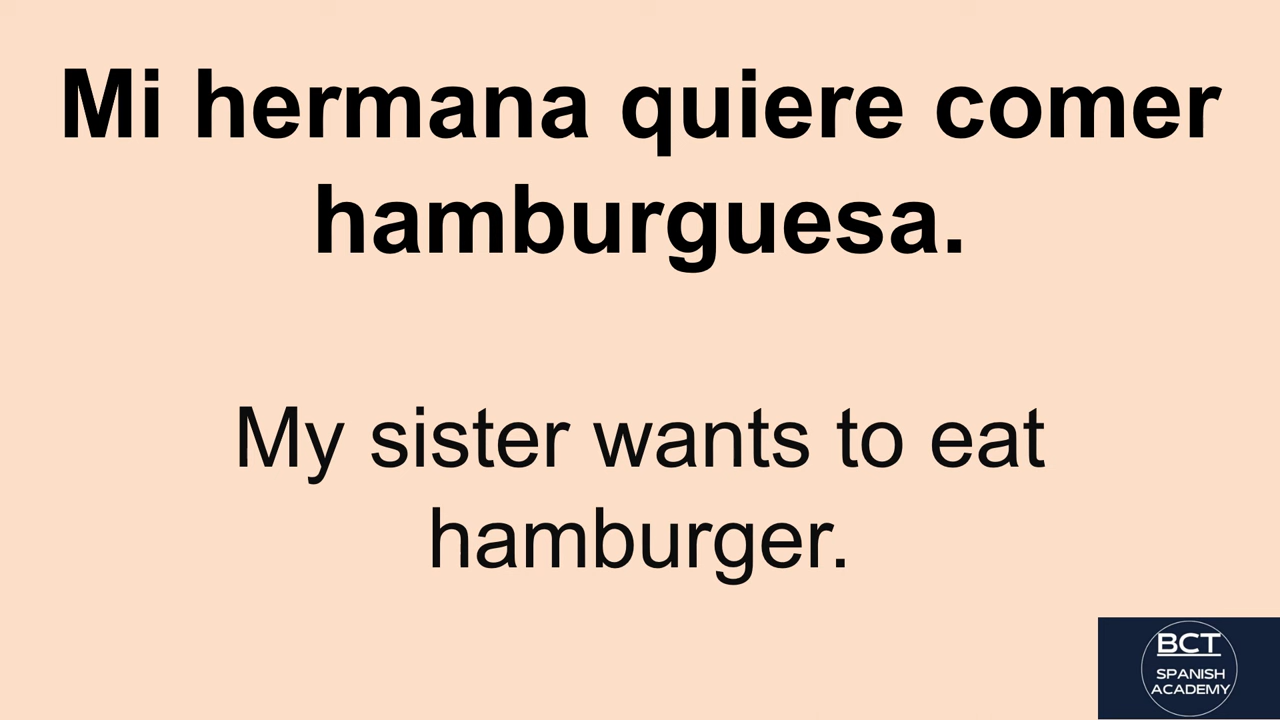 Mi hermana quiere comer
hamburguesa.
My sister wants to eat
hamburger.
BCT
SPANISH
ACADEMY